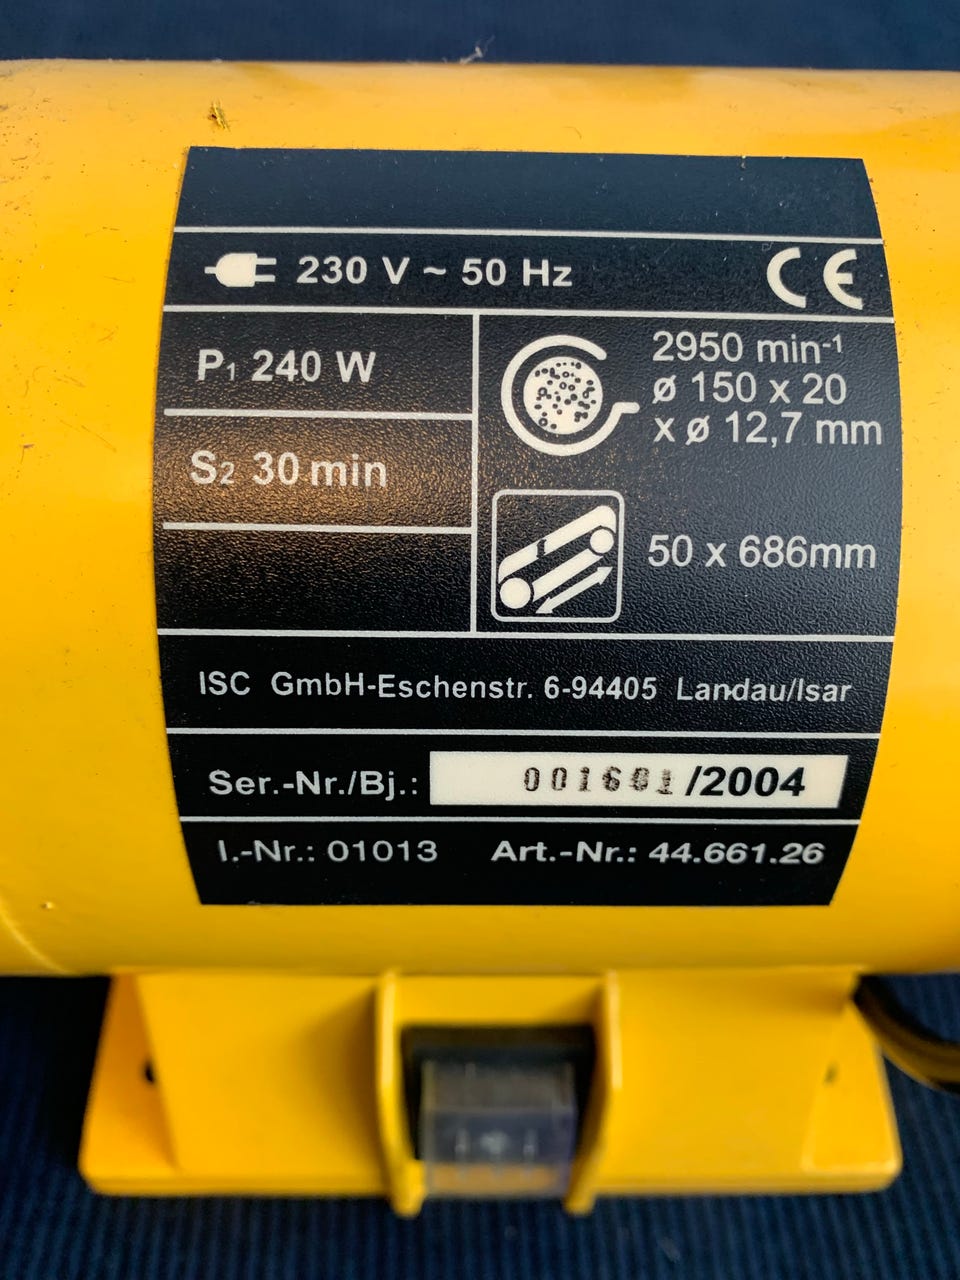 230 V ~ 50 Hz CE
P1 240 W
S2 30 min
2950 min-1
ø 150 x 20
x ø 12,7 mm
50 x 686mm
ISC GmbH-Eschenstr. 6-94405 Landau/Isar
Ser.-Nr./Bj.: /2004
I.-Nr.: 01013 Art.-Nr.: 44.661.26